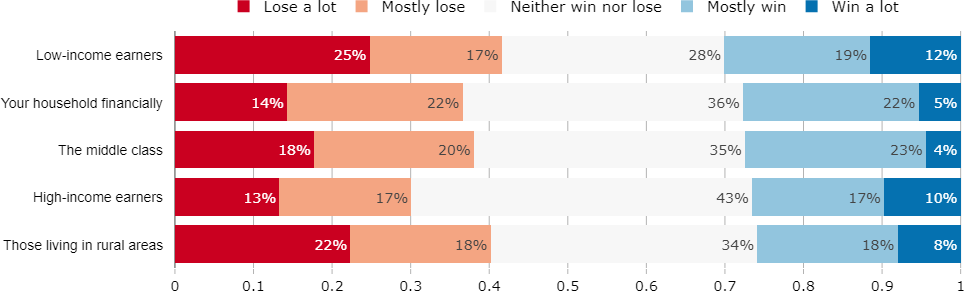 Lose a lot Mostly lose Neither win nor lose Mostly win Win a lot
Low-income earners 25% 17% 28% 19% 12%
Your household financially 14% 22% 36% 22% 5%
The middle class 18% 20% 35% 23% 4%
High-income earners 13% 17% 43% 17% 10%
Those living in rural areas 22% 18% 34% 18% 8%
0 0.1 0.2 0.3 0.4 0.5 0.6 0.7 0.8 0.9 1